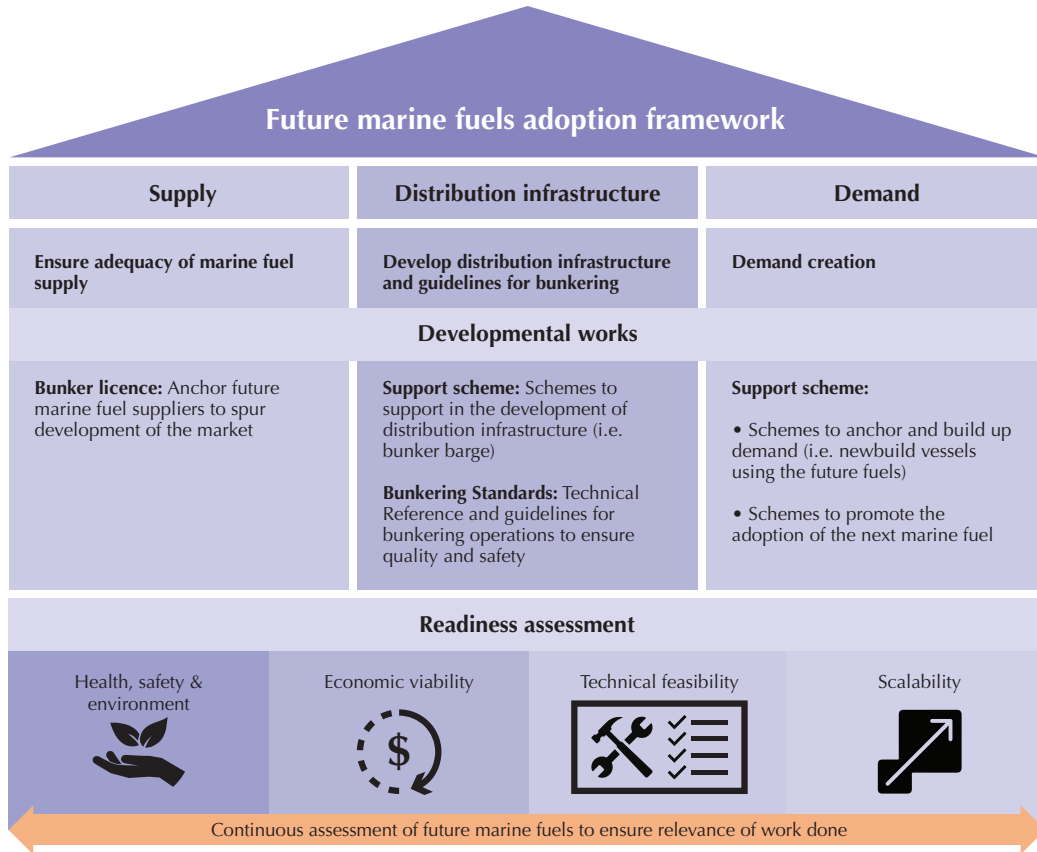 Future marine fuels adoption framework
Supply
Distribution infrastructure
Demand
Ensure adequacy of marine fuel
supply
Develop distribution infrastructure
and guidelines for bunkering
Demand creation
Developmental works
Bunker licence: Anchor future
marine fuel suppliers to spur
development of the market
Support scheme: Schemes to
support in the development of
distribution infrastructure (i.e.
bunker barge)
Bunkering Standards: Technical
Reference and guidelines for
bunkering operations to ensure
quality and safety
Support scheme:
• Schemes to anchor and build up
demand (i.e. newbuild vessels
using the future fuels)
• Schemes to promote the
adoption of the next marine fuel
Readiness assessment
Health, safety &
environment
Economic viability
$
Technical feasibility
Scalability
Continuous assessment of future marine fuels to ensure relevance of work done